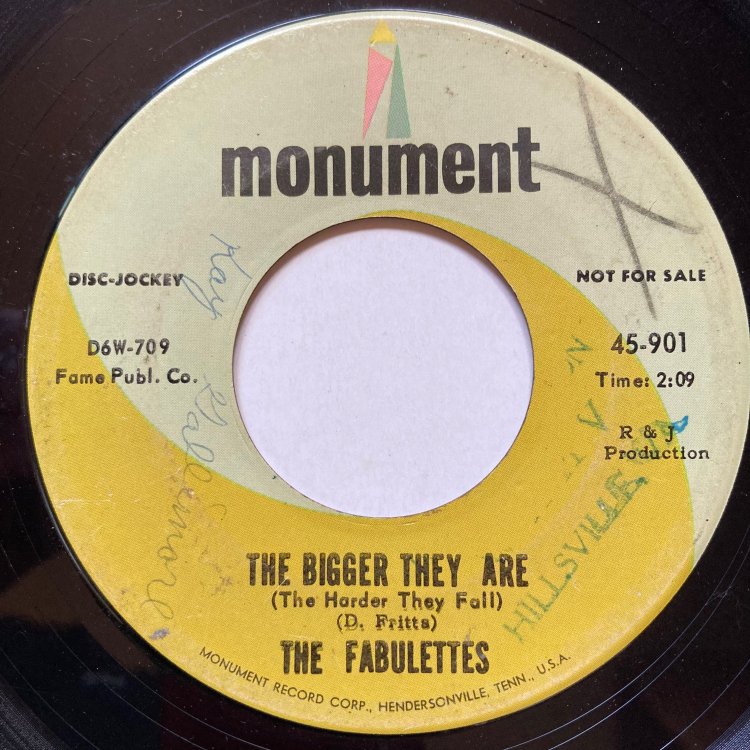 monument
DISC-JOCKEY
NOT FOR SALE
D6W-709
Fame Publ. Co.
45-901
Time: 2:09
R & J
Production
HILLSVILLE
THE BIGGER THEY ARE
(The Harder They Fall)
(D. Fritts)
THE FABULETTES
MONUMENT RECORD CORP., HENDERSONVILLE, TENN., U.S.A.